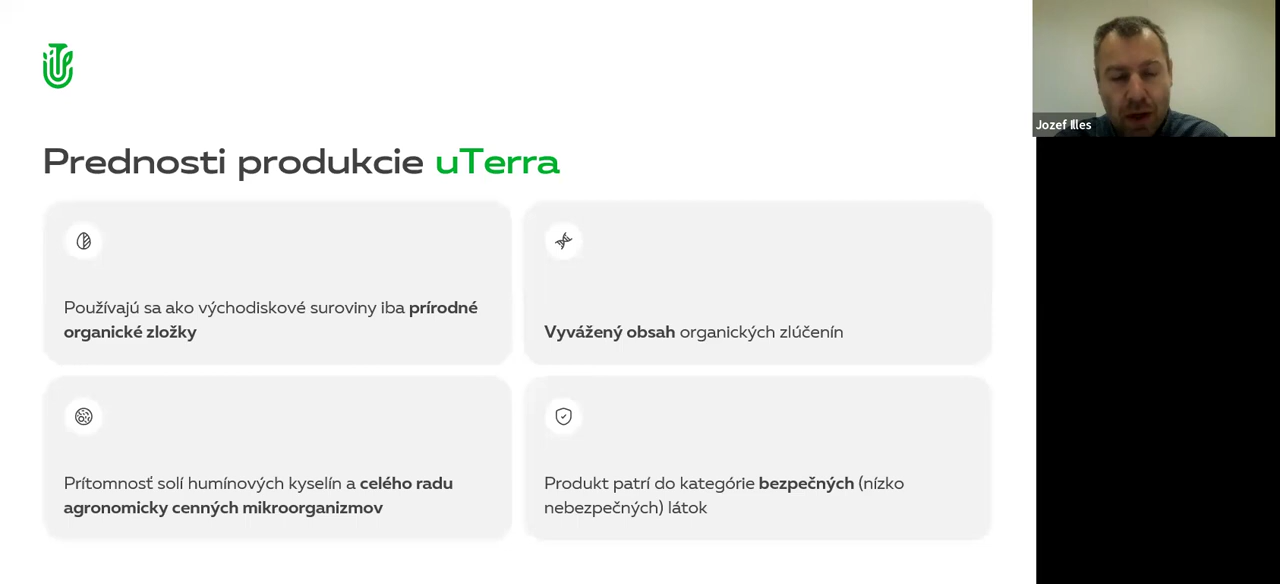 Jozef Illes
Prednosti produkcie uTerra
Používajú sa ako východiskové suroviny iba prírodné
organické zložky
Vyvážený obsah organických zlúčenín
Prítomnosť solí humínových kyselín a celého radu
agronomicky cenných mikroorganizmov
Produkt patrí do kategórie bezpečných (nízko
nebezpečných) látok